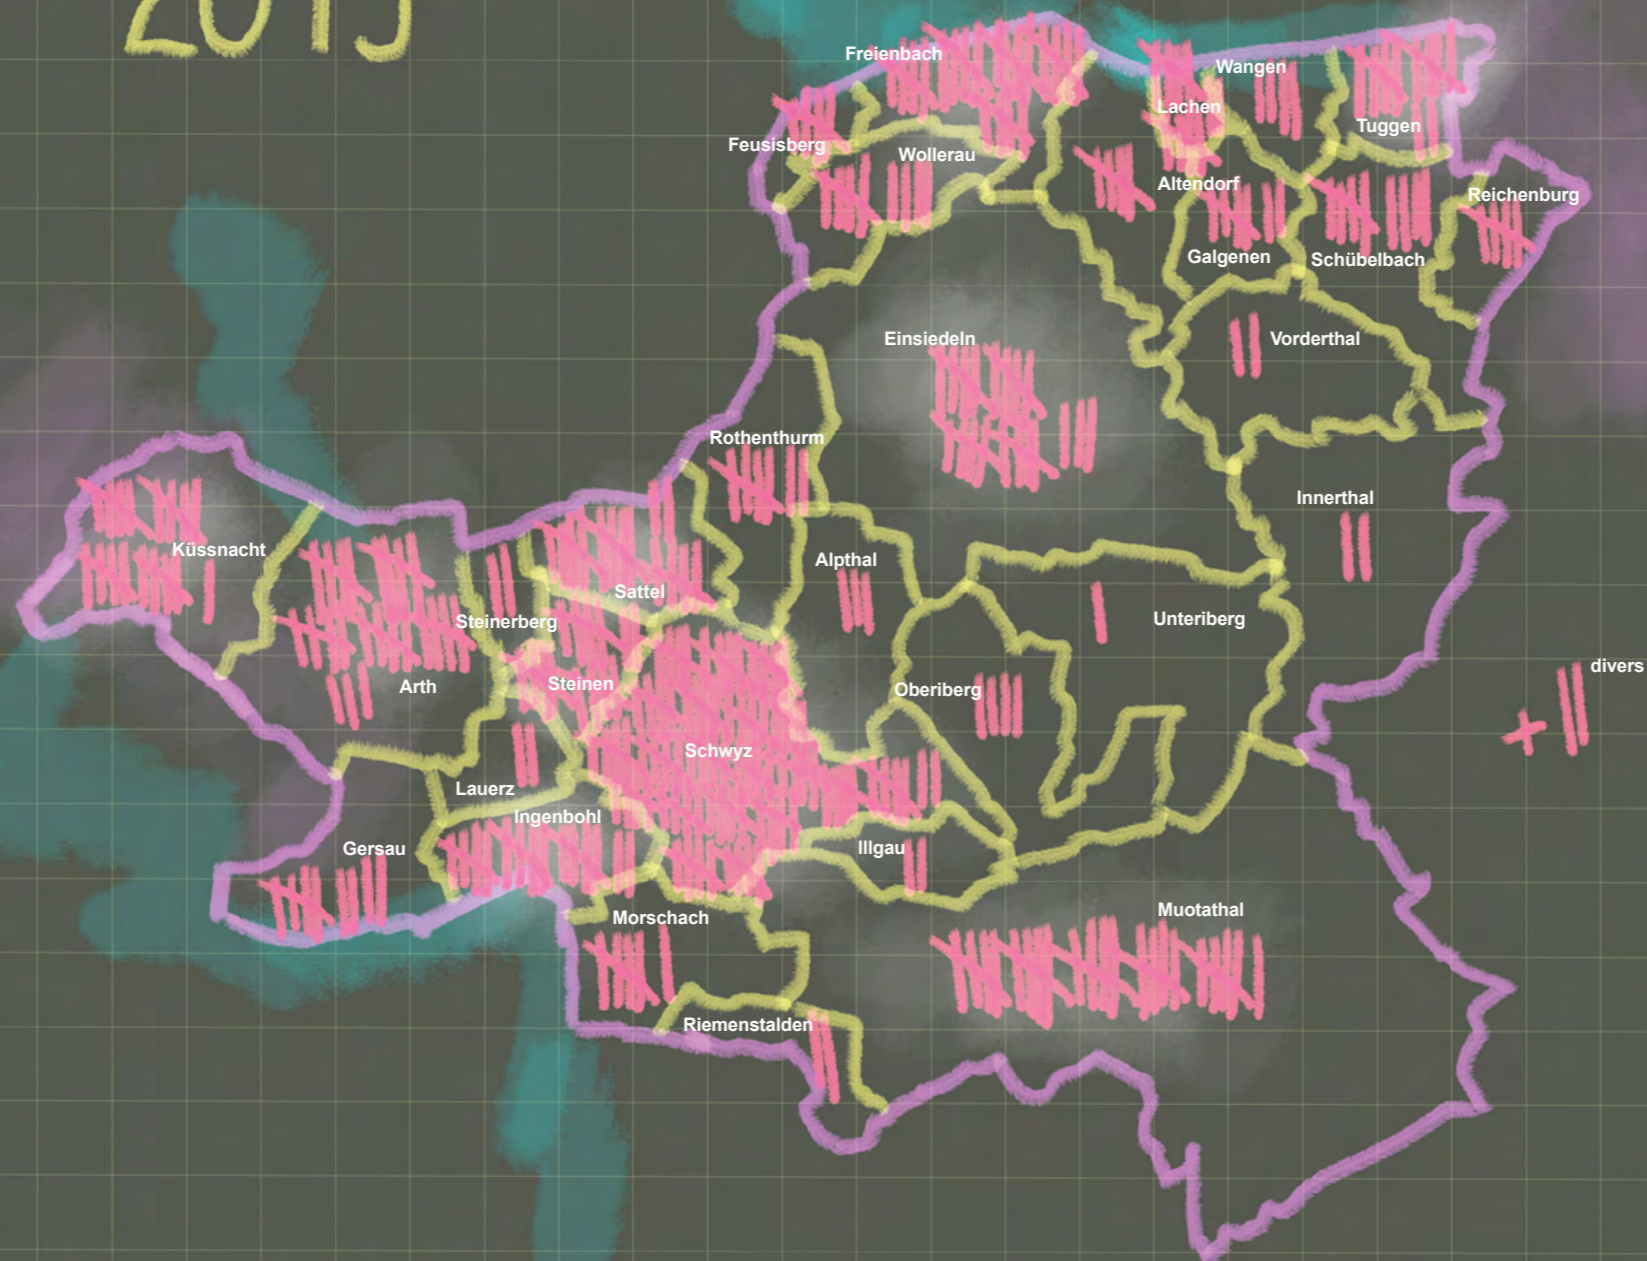 2015
Freienbach
Wangen
Lachen
Tuggen
Feusisberg
Wollerau
Altendorf
Reichenburg
Galgenen
Schübelbach
Einsiedeln
Vorderthal
Rothenthurm
Innerthal
Küssnacht
Alpthal
Sattel
Steinerberg
Unteriberg
divers
Steinen
Arth
Oberiberg
+
Schwyz
Lauerz
Ingenbohl
Gersau
Illgau
Muotathal
Morschach
Riemenstalden